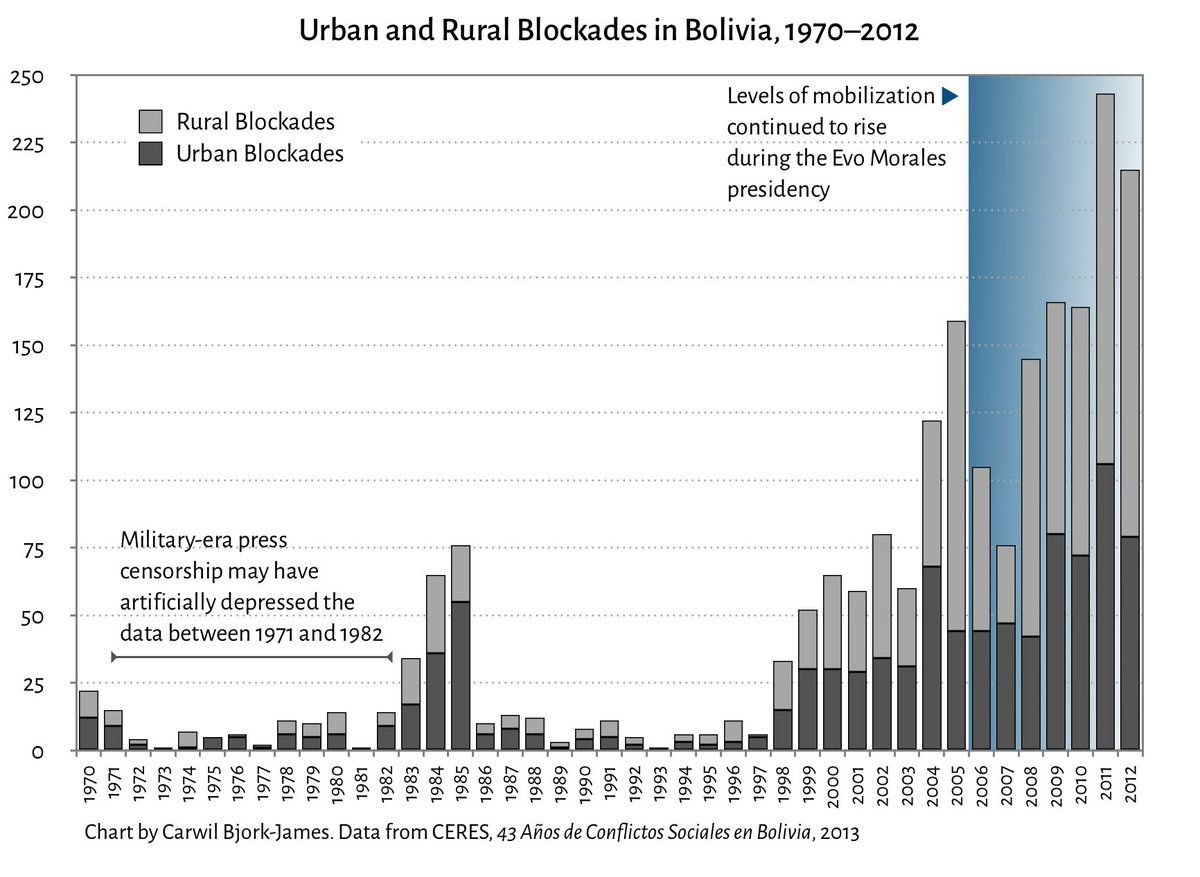 Urban and Rural Blockades in Bolivia, 1970–2012
250
225
200
175
150
125
100
75
50
25
0
Rural Blockades
Urban Blockades
Levels of mobilization ▶
continued to rise
during the Evo Morales
presidency
Military-era press
censorship may have
artificially depressed the
data between 1971 and 1982
1970 1971 1972 1973 1974 1975 1976 1977 1978 1979 1980 1981 1982 1983 1984 1985 1986 1987 1988 1989 1990 1991 1992 1993 1994 1995 1996 1997 1998 1999 2000 2001 2002 2003 2004 2005 2006 2007 2008 2009 2010 2011 2012
Chart by Carwil Bjork-James. Data from CERES, 43 Años de Conflictos Sociales en Bolivia, 2013